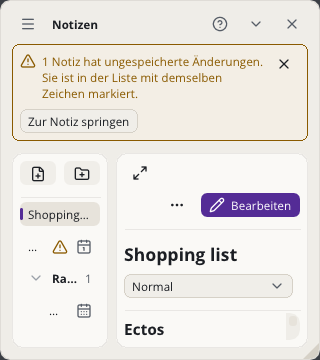 Notizen
1 Notiz hat ungespeicherte Änderungen.
Sie ist in der Liste mit demselben
Zeichen markiert.
Zur Notiz springen
Shopping...
...
Ra... 1
...
Bearbeiten
Shopping list
Normal
Ectos